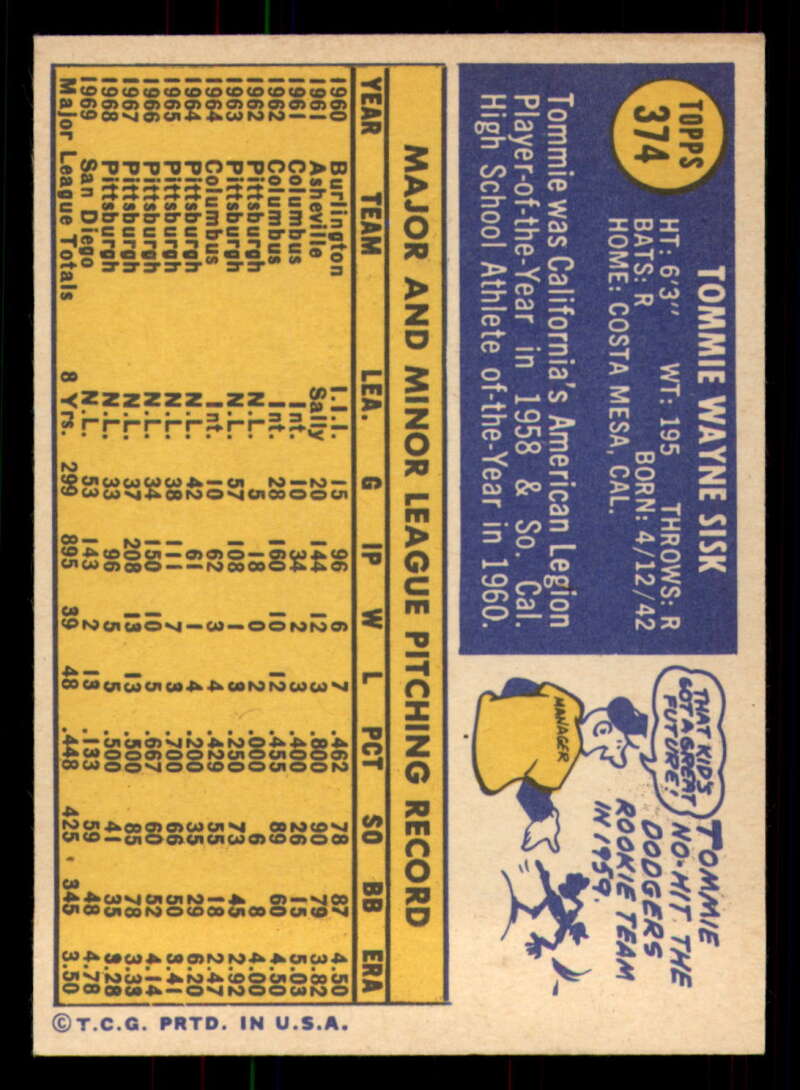 TOPPS
374
TOMMIE WAYNE SISK
HT: 6'3" WT: 195 THROWS: R
BATS: R BORN: 4/12/42
HOME: COSTA MESA, CAL.
Tommie was California's American Legion
Player-of-the-Year in 1958 & So. Cal.
High School Athlete of-the-Year in 1960.
THAT KID'S
GOT A GREAT
FUTURE!
MANAGER
TOMMIE
NO-HIT THE
DODGERS
ROOKIE TEAM
IN 1959.
MAJOR AND MINOR LEAGUE PITCHING RECORD
YEAR TEAM LEA. G IP W L PCT SO BB ERA
1960 Burlington I.I.I. 15 96 6 7 .462 78 87 4.50
1961 Asheville Sally 20 144 12 3 .800 90 79 3.82
1961 Columbus Int. 10 34 2 3 .400 26 15 5.03
1962 Columbus Int. 28 160 10 12 .455 89 60 4.50
1962 Pittsburgh N.L. 5 18 0 2 .000 6 8 4.00
1963 Pittsburgh N.L. 57 108 1 3 .250 73 45 2.92
1964 Columbus Int. 10 62 3 4 .429 55 18 2.47
1964 Pittsburgh N.L. 42 61 1 4 .200 35 29 6.20
1965 Pittsburgh N.L. 38 111 7 3 .700 66 50 3.41
1966 Pittsburgh N.L. 34 150 10 5 .667 60 52 4.14
1967 Pittsburgh N.L. 37 208 13 13 .500 85 78 3.33
1968 Pittsburgh N.L. 33 96 5 5 .500 41 35 3.28
1969 San Diego N.L. 53 143 2 13 .133 59 48 4.78
Major League Totals 8 Yrs. 299 895 39 48 .448 425 345 3.50
© T.C.G. PRTD. IN U.S.A.